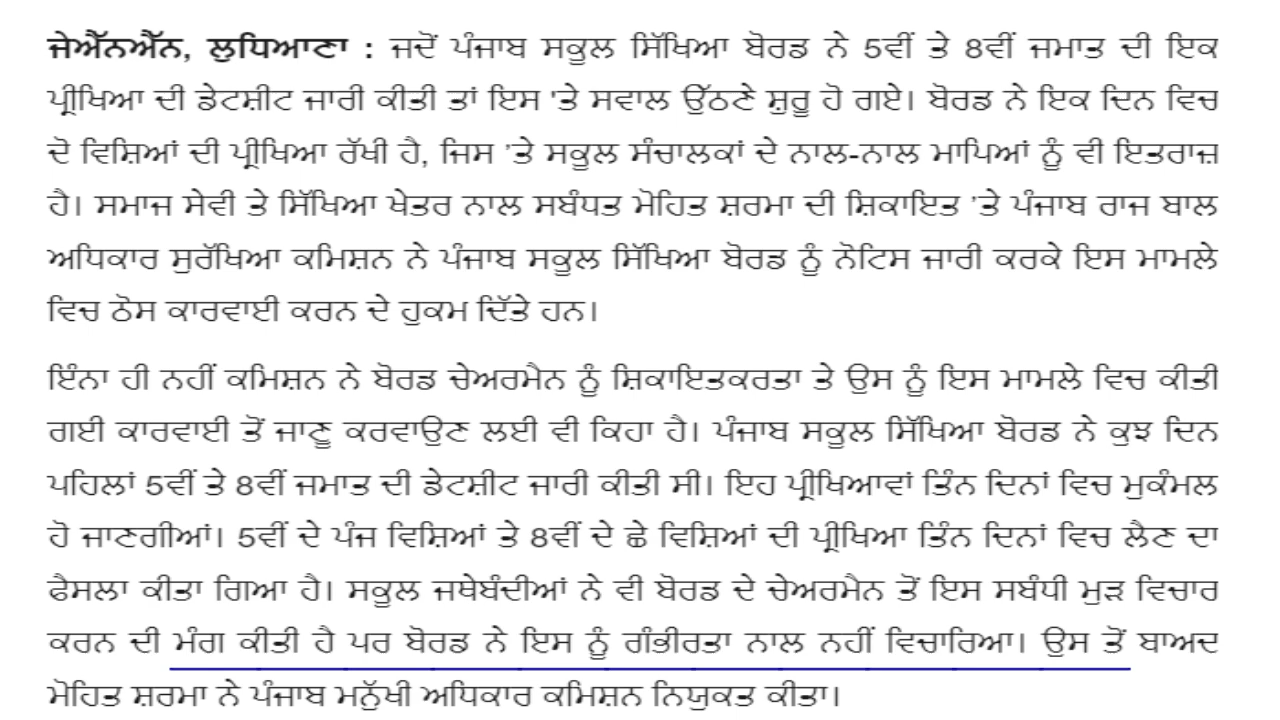 ਜੇਐੱਨਐੱਨ, ਲੁਧਿਆਣਾ : ਜਦੋਂ ਪੰਜਾਬ ਸਕੂਲ ਸਿੱਖਿਆ ਬੋਰਡ ਨੇ 5ਵੀਂ ਤੇ 8ਵੀਂ ਜਮਾਤ ਦੀ ਇਕ
ਪ੍ਰੀਖਿਆ ਦੀ ਡੇਟਸ਼ੀਟ ਜਾਰੀ ਕੀਤੀ ਤਾਂ ਇਸ 'ਤੇ ਸਵਾਲ ਉੱਠਣੇ ਸ਼ੁਰੂ ਹੋ ਗਏ। ਬੋਰਡ ਨੇ ਇਕ ਦਿਨ ਵਿਚ
ਦੋ ਵਿਸ਼ਿਆਂ ਦੀ ਪ੍ਰੀਖਿਆ ਰੱਖੀ ਹੈ, ਜਿਸ ’ਤੇ ਸਕੂਲ ਸੰਚਾਲਕਾਂ ਦੇ ਨਾਲ-ਨਾਲ ਮਾਪਿਆਂ ਨੂੰ ਵੀ ਇਤਰਾਜ਼
ਹੈ। ਸਮਾਜ ਸੇਵੀ ਤੇ ਸਿੱਖਿਆ ਖੇਤਰ ਨਾਲ ਸਬੰਧਤ ਮੋਹਿਤ ਸ਼ਰਮਾ ਦੀ ਸ਼ਿਕਾਇਤ ’ਤੇ ਪੰਜਾਬ ਰਾਜ ਬਾਲ
ਅਧਿਕਾਰ ਸੁਰੱਖਿਆ ਕਮਿਸ਼ਨ ਨੇ ਪੰਜਾਬ ਸਕੂਲ ਸਿੱਖਿਆ ਬੋਰਡ ਨੂੰ ਨੋਟਿਸ ਜਾਰੀ ਕਰਕੇ ਇਸ ਮਾਮਲੇ
ਵਿਚ ਠੋਸ ਕਾਰਵਾਈ ਕਰਨ ਦੇ ਹੁਕਮ ਦਿੱਤੇ ਹਨ।
ਇੰਨਾ ਹੀ ਨਹੀਂ ਕਮਿਸ਼ਨ ਨੇ ਬੋਰਡ ਚੇਅਰਮੈਨ ਨੂੰ ਸ਼ਿਕਾਇਤਕਰਤਾ ਤੇ ਉਸ ਨੂੰ ਇਸ ਮਾਮਲੇ ਵਿਚ ਕੀਤੀ
ਗਈ ਕਾਰਵਾਈ ਤੋਂ ਜਾਣੂ ਕਰਵਾਉਣ ਲਈ ਵੀ ਕਿਹਾ ਹੈ। ਪੰਜਾਬ ਸਕੂਲ ਸਿੱਖਿਆ ਬੋਰਡ ਨੇ ਕੁਝ ਦਿਨ
ਪਹਿਲਾਂ 5ਵੀਂ ਤੇ 8ਵੀਂ ਜਮਾਤ ਦੀ ਡੇਟਸ਼ੀਟ ਜਾਰੀ ਕੀਤੀ ਸੀ। ਇਹ ਪ੍ਰੀਖਿਆਵਾਂ ਤਿੰਨ ਦਿਨਾਂ ਵਿਚ ਮੁਕੰਮਲ
ਹੋ ਜਾਣਗੀਆਂ। 5ਵੀਂ ਦੇ ਪੰਜ ਵਿਸ਼ਿਆਂ ਤੇ 8ਵੀਂ ਦੇ ਛੇ ਵਿਸ਼ਿਆਂ ਦੀ ਪ੍ਰੀਖਿਆ ਤਿੰਨ ਦਿਨਾਂ ਵਿਚ ਲੈਣ ਦਾ
ਫੈਸਲਾ ਕੀਤਾ ਗਿਆ ਹੈ। ਸਕੂਲ ਜਥੇਬੰਦੀਆਂ ਨੇ ਵੀ ਬੋਰਡ ਦੇ ਚੇਅਰਮੈਨ ਤੋਂ ਇਸ ਸਬੰਧੀ ਮੁੜ ਵਿਚਾਰ
ਕਰਨ ਦੀ ਮੰਗ ਕੀਤੀ ਹੈ ਪਰ ਬੋਰਡ ਨੇ ਇਸ ਨੂੰ ਗੰਭੀਰਤਾ ਨਾਲ ਨਹੀਂ ਵਿਚਾਰਿਆ। ਉਸ ਤੋਂ ਬਾਅਦ
ਮੋਹਿਤ ਸ਼ਰਮਾ ਨੇ ਪੰਜਾਬ ਮਨੁੱਖੀ ਅਧਿਕਾਰ ਕਮਿਸ਼ਨ ਨਿਯੁਕਤ ਕੀਤਾ।